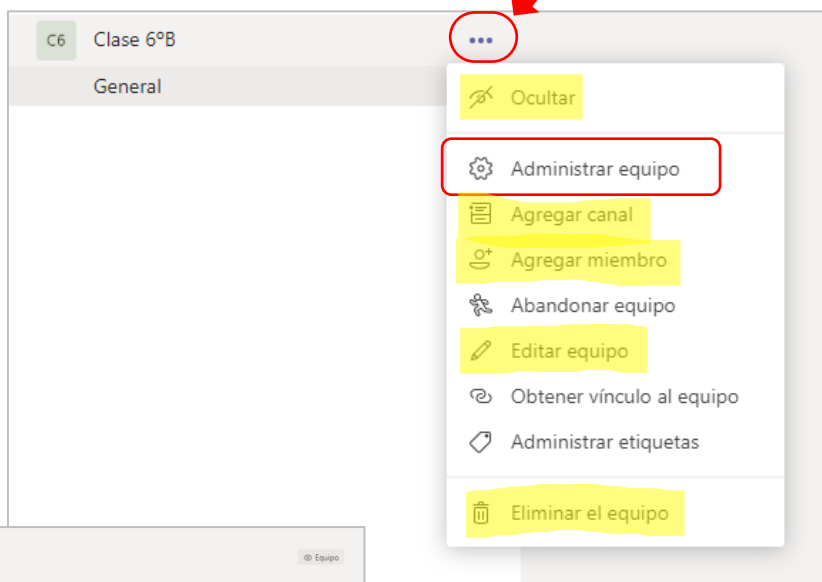 C6 Clase 6ºB
General
Ocultar
Administrar equipo
Agregar canal
Agregar miembro
Abandonar equipo
Editar equipo
Obtener vínculo al equipo
Administrar etiquetas
Eliminar el equipo
Equipo